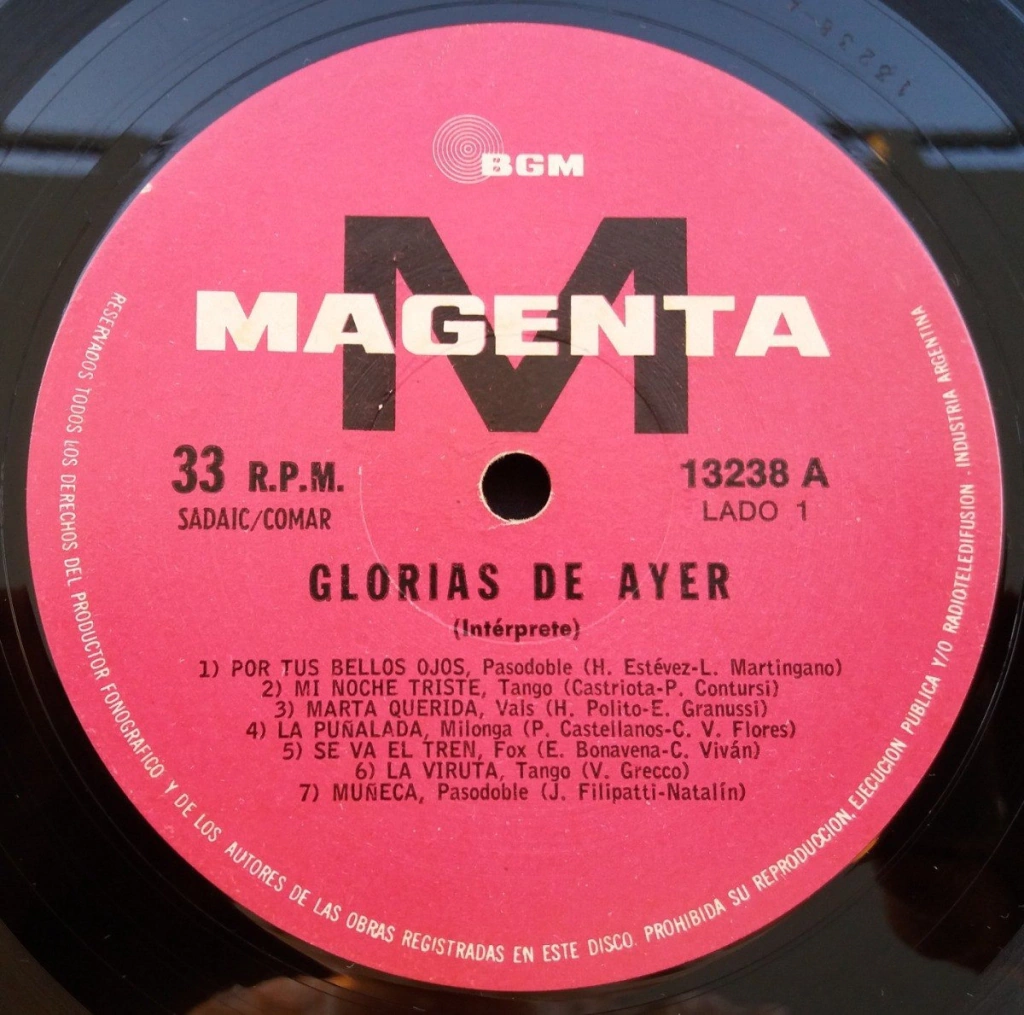 13238-A
BGM
M
MAGENTA
33 R.P.M.
SADAIC/COMAR
13238 A
LADO 1
GLORIAS DE AYER
(Intérprete)
1) POR TUS BELLOS OJOS, Pasodoble (H. Estévez-L. Martingano)
2) MI NOCHE TRISTE, Tango (Castriota-P. Contursi)
3) MARTA QUERIDA, Vals (H. Polito-E. Granussi)
4) LA PUÑALADA, Milonga (P. Castellanos-C. V. Flores)
5) SE VA EL TREN, Fox (E. Bonavena-C. Viván)
6) LA VIRUTA, Tango (V. Grecco)
7) MUÑECA, Pasodoble (J. Filipatti-Natalín)
RESERVADOS TODOS LOS DERECHOS DEL PRODUCTOR FONOGRAFICO Y DE LOS AUTORES DE LAS OBRAS REGISTRADAS EN ESTE DISCO. PROHIBIDA SU REPRODUCCION, EJECUCION PUBLICA Y/O RADIOTELEDIFUSION . INDUSTRIA ARGENTINA